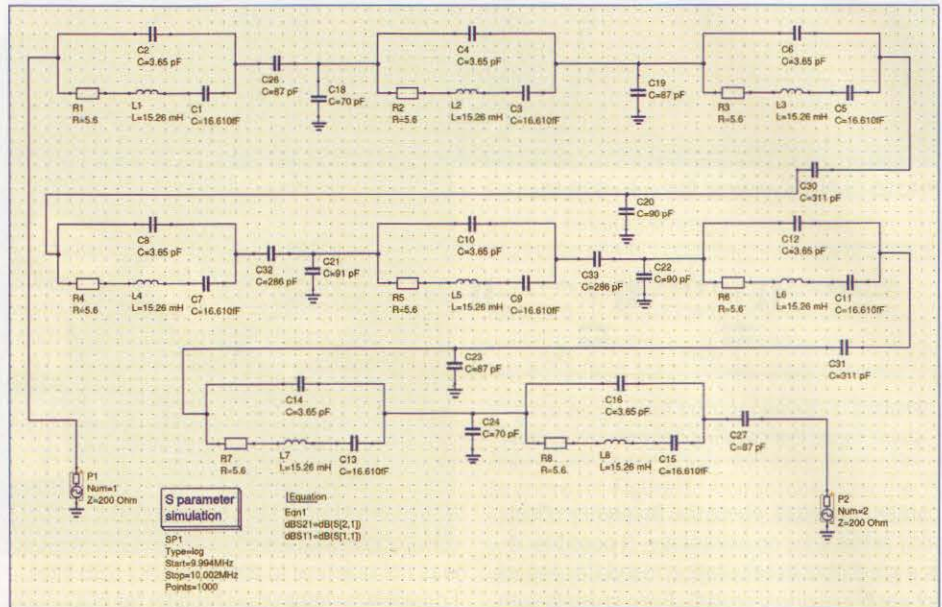 C2
C=3.65 pF
R1
R=5.6
L1
L=15.26 mH
C1
C=16.610fF
C26
C=87 pF
C18
C=70 pF
C4
C=3.65 pF
R2
R=5.6
L2
L=15.26 mH
C3
C=16.610fF
C19
C=87 pF
C6
C=3.65 pF
R3
R=5.6
L3
L=15.26 mH
C5
C=16.610fF
C30
C=311 pF
C20
C=90 pF
C8
C=3.65 pF
R4
R=5.6
L4
L=15.26 mH
C7
C=16.610fF
C32
C=286 pF
C21
C=91 pF
C10
C=3.65 pF
R5
R=5.6
L5
L=15.26 mH
C9
C=16.610fF
C33
C=286 pF
C22
C=90 pF
C12
C=3.65 pF
R6
R=5.6
L6
L=15.26 mH
C11
C=16.610fF
C31
C=311 pF
C23
C=87 pF
C14
C=3.65 pF
R7
R=5.6
L7
L=15.26 mH
C13
C=16.610fF
C24
C=70 pF
C16
C=3.65 pF
R8
R=5.6
L8
L=15.26 mH
C15
C=16.610fF
C27
C=87 pF
P1
Num=1
Z=200 Ohm
S parameter
simulation
SP1
Type=log
Start=9.994MHz
Stop=10.002MHz
Points=1000
Equation
Eqn1
dBS21=dB(S[2,1])
dBS11=dB(S[1,1])
P2
Num=2
Z=200 Ohm